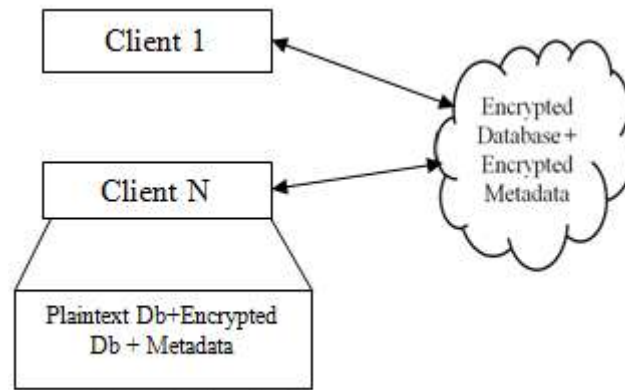 Client 1
Encrypted
Database +
Encrypted
Metadata
Client N
Plaintext Db+Encrypted
Db + Metadata